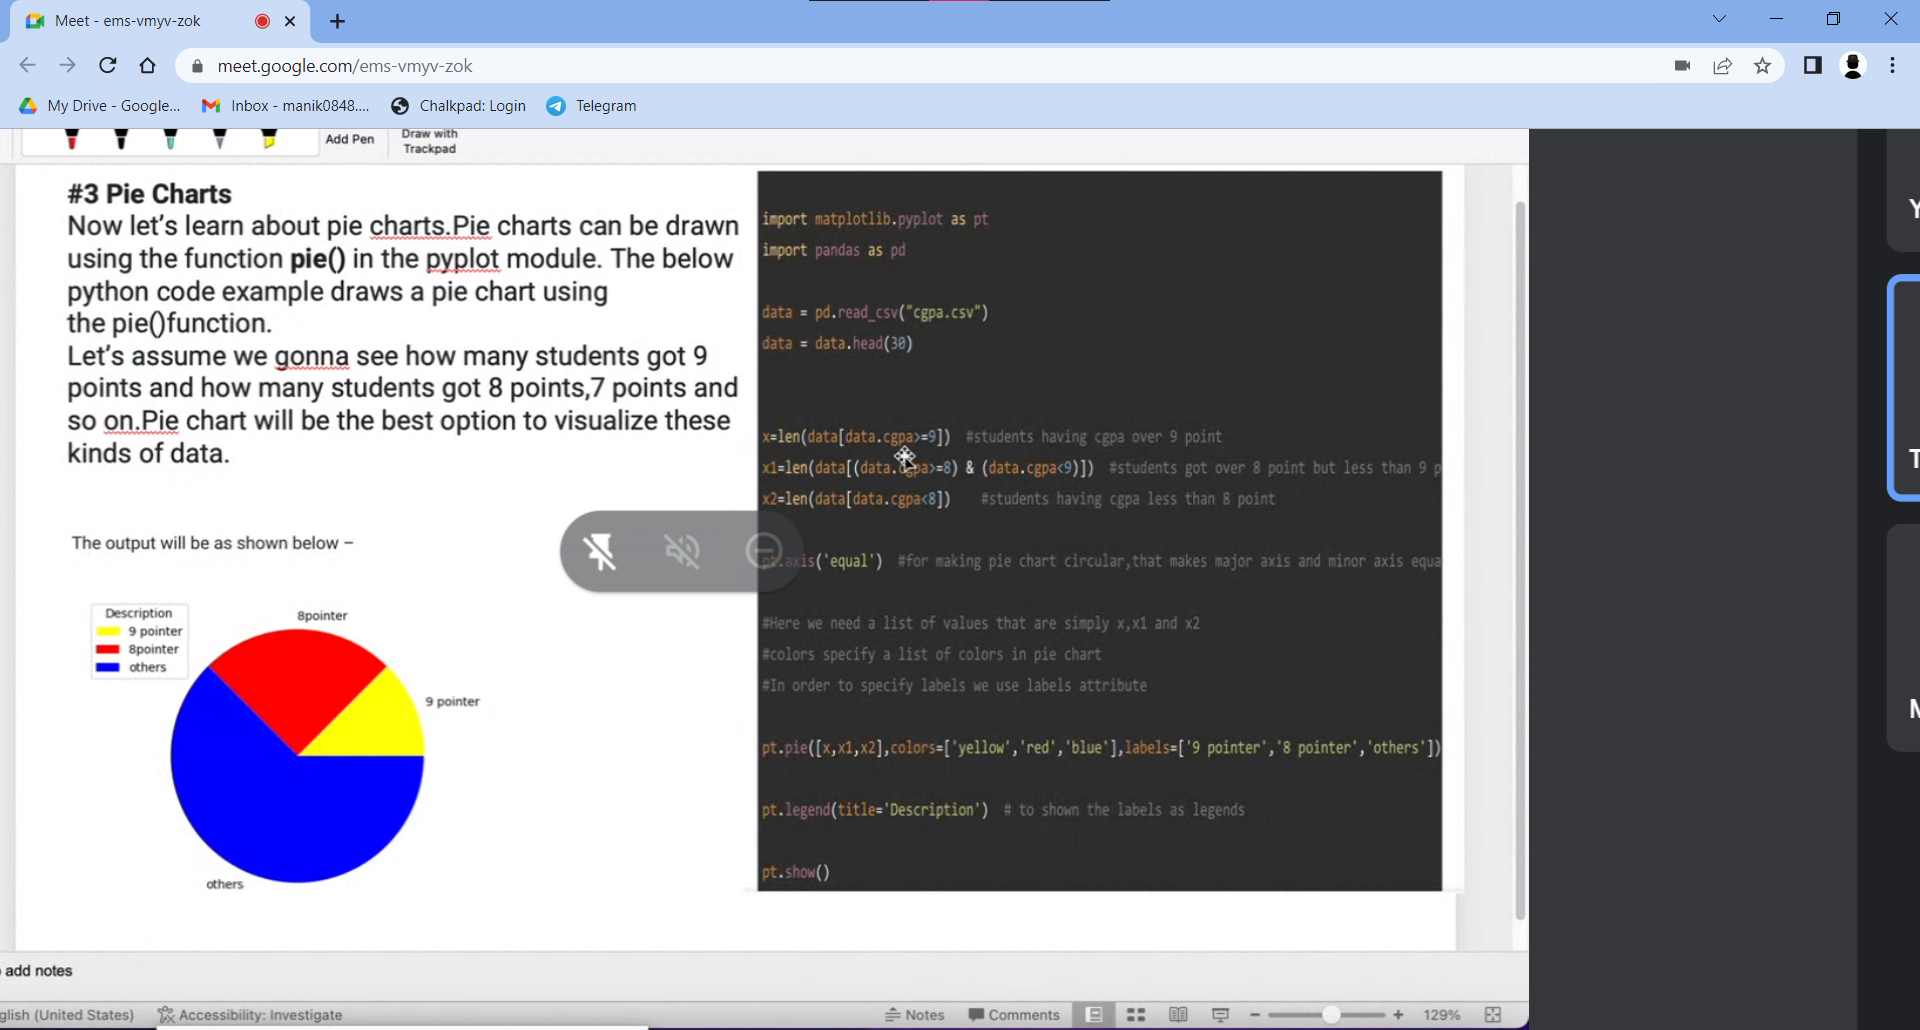 Meet - ems-vmyv-zok
meet.google.com/ems-vmyv-zok
My Drive - Google...
Inbox - manik0848....
Chalkpad: Login
Telegram
Add Pen
Draw with
Trackpad
#3 Pie Charts
Now let's learn about pie charts.Pie charts can be drawn
using the function pie() in the pyplot module. The below
python code example draws a pie chart using
the pie()function.
Let's assume we gonna see how many students got 9
points and how many students got 8 points,7 points and
so on.Pie chart will be the best option to visualize these
kinds of data.
The output will be as shown below –
Description
9 pointer
8pointer
others
8pointer
9 pointer
others
import matplotlib.pyplot as pt
import pandas as pd
data = pd.read_csv("cgpa.csv")
data = data.head(30)
x=len(data[data.cgpa>=9]) #students having cgpa over 9 point
x1=len(data[(data.cgpa>=8) & (data.cgpa<9)]) #students got over 8 point but less than 9 p
x2=len(data[data.cgpa<8]) #students having cgpa less than 8 point
pt.axis('equal') #for making pie chart circular,that makes major axis and minor axis equa
#Here we need a list of values that are simply x,x1 and x2
#colors specify a list of colors in pie chart
#In order to specify labels we use labels attribute
pt.pie([x,x1,x2],colors=['yellow','red','blue'],labels=['9 pointer','8 pointer','others'])
pt.legend(title='Description') # to shown the labels as legends
pt.show()
Y
T
M
add notes
glish (United States)
Accessibility: Investigate
Notes
Comments
129%